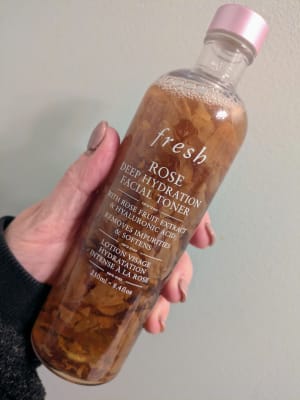 fresh
ROSE
DEEP HYDRATION
FACIAL TONER
WITH ROSE FRUIT EXTRACT
& HYALURONIC ACID
REMOVES IMPURITIES
& SOFTENS
LOTION VISAGE
HYDRATATION
INTENSE À LA ROSE
250ml - 8.4fl oz